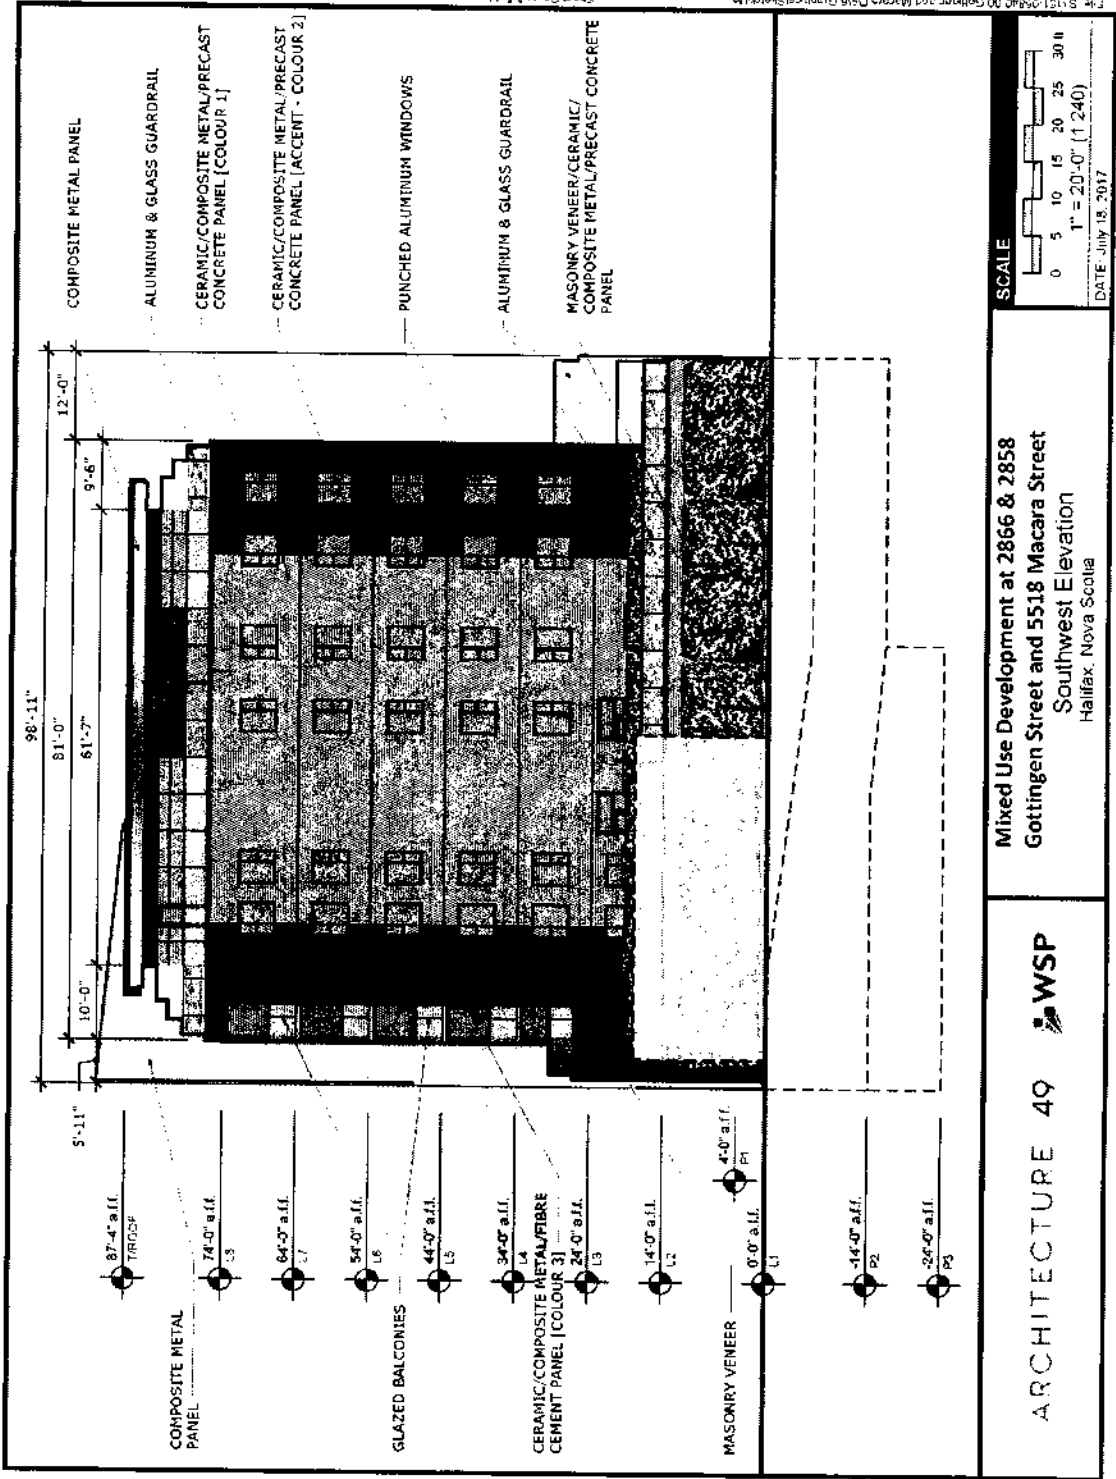 98'-11"
81'-0"
61'-7"
5'-11"
10'-0"
9'-6"
12'-0"
COMPOSITE METAL
PANEL
GLAZED BALCONIES
CERAMIC/COMPOSITE METAL/FIBRE
CEMENT PANEL [COLOUR 3]
MASONRY VENEER
87'-4" a.f.f.
T/ROOF
74'-0" a.f.f.
L8
64'-0" a.f.f.
L7
54'-0" a.f.f.
L6
44'-0" a.f.f.
L5
34'-0" a.f.f.
L4
24'-0" a.f.f.
L3
14'-0" a.f.f.
L2
4'-0" a.f.f.
P1
0'-0" a.f.f.
L1
-14'-0" a.f.f.
P2
-24'-0" a.f.f.
P3
COMPOSITE METAL PANEL
ALUMINUM & GLASS GUARDRAIL
CERAMIC/COMPOSITE METAL/PRECAST
CONCRETE PANEL [COLOUR 1]
CERAMIC/COMPOSITE METAL/PRECAST
CONCRETE PANEL [ACCENT - COLOUR 2]
PUNCHED ALUMINUM WINDOWS
ALUMINUM & GLASS GUARDRAIL
MASONRY VENEER/CERAMIC/
COMPOSITE METAL/PRECAST CONCRETE
PANEL
ARCHITECTURE 49
WSP
Mixed Use Development at 2866 & 2858
Gottingen Street and 5518 Macara Street
Southwest Elevation
Halifax, Nova Scotia
SCALE
0 5 10 15 20 25 30 ft
1" = 20'-0" (1:240)
DATE: July 18, 2017